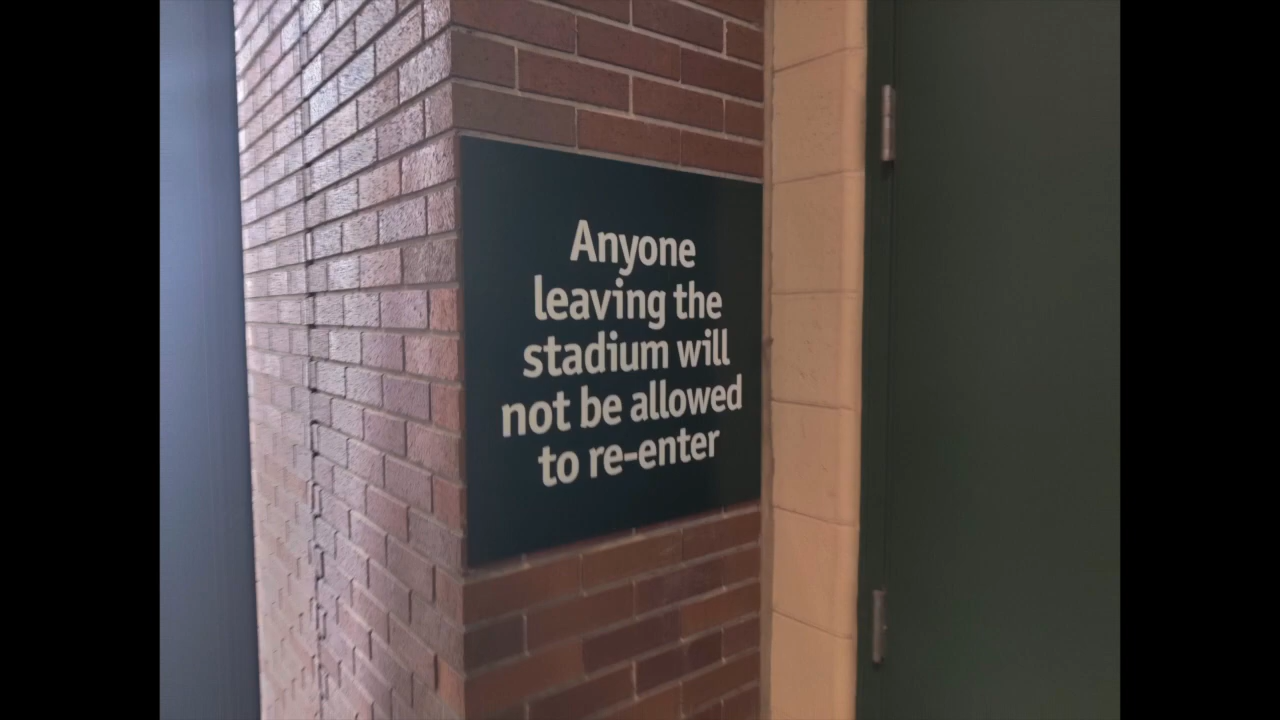 Anyone
leaving the
stadium will
not be allowed
to re-enter